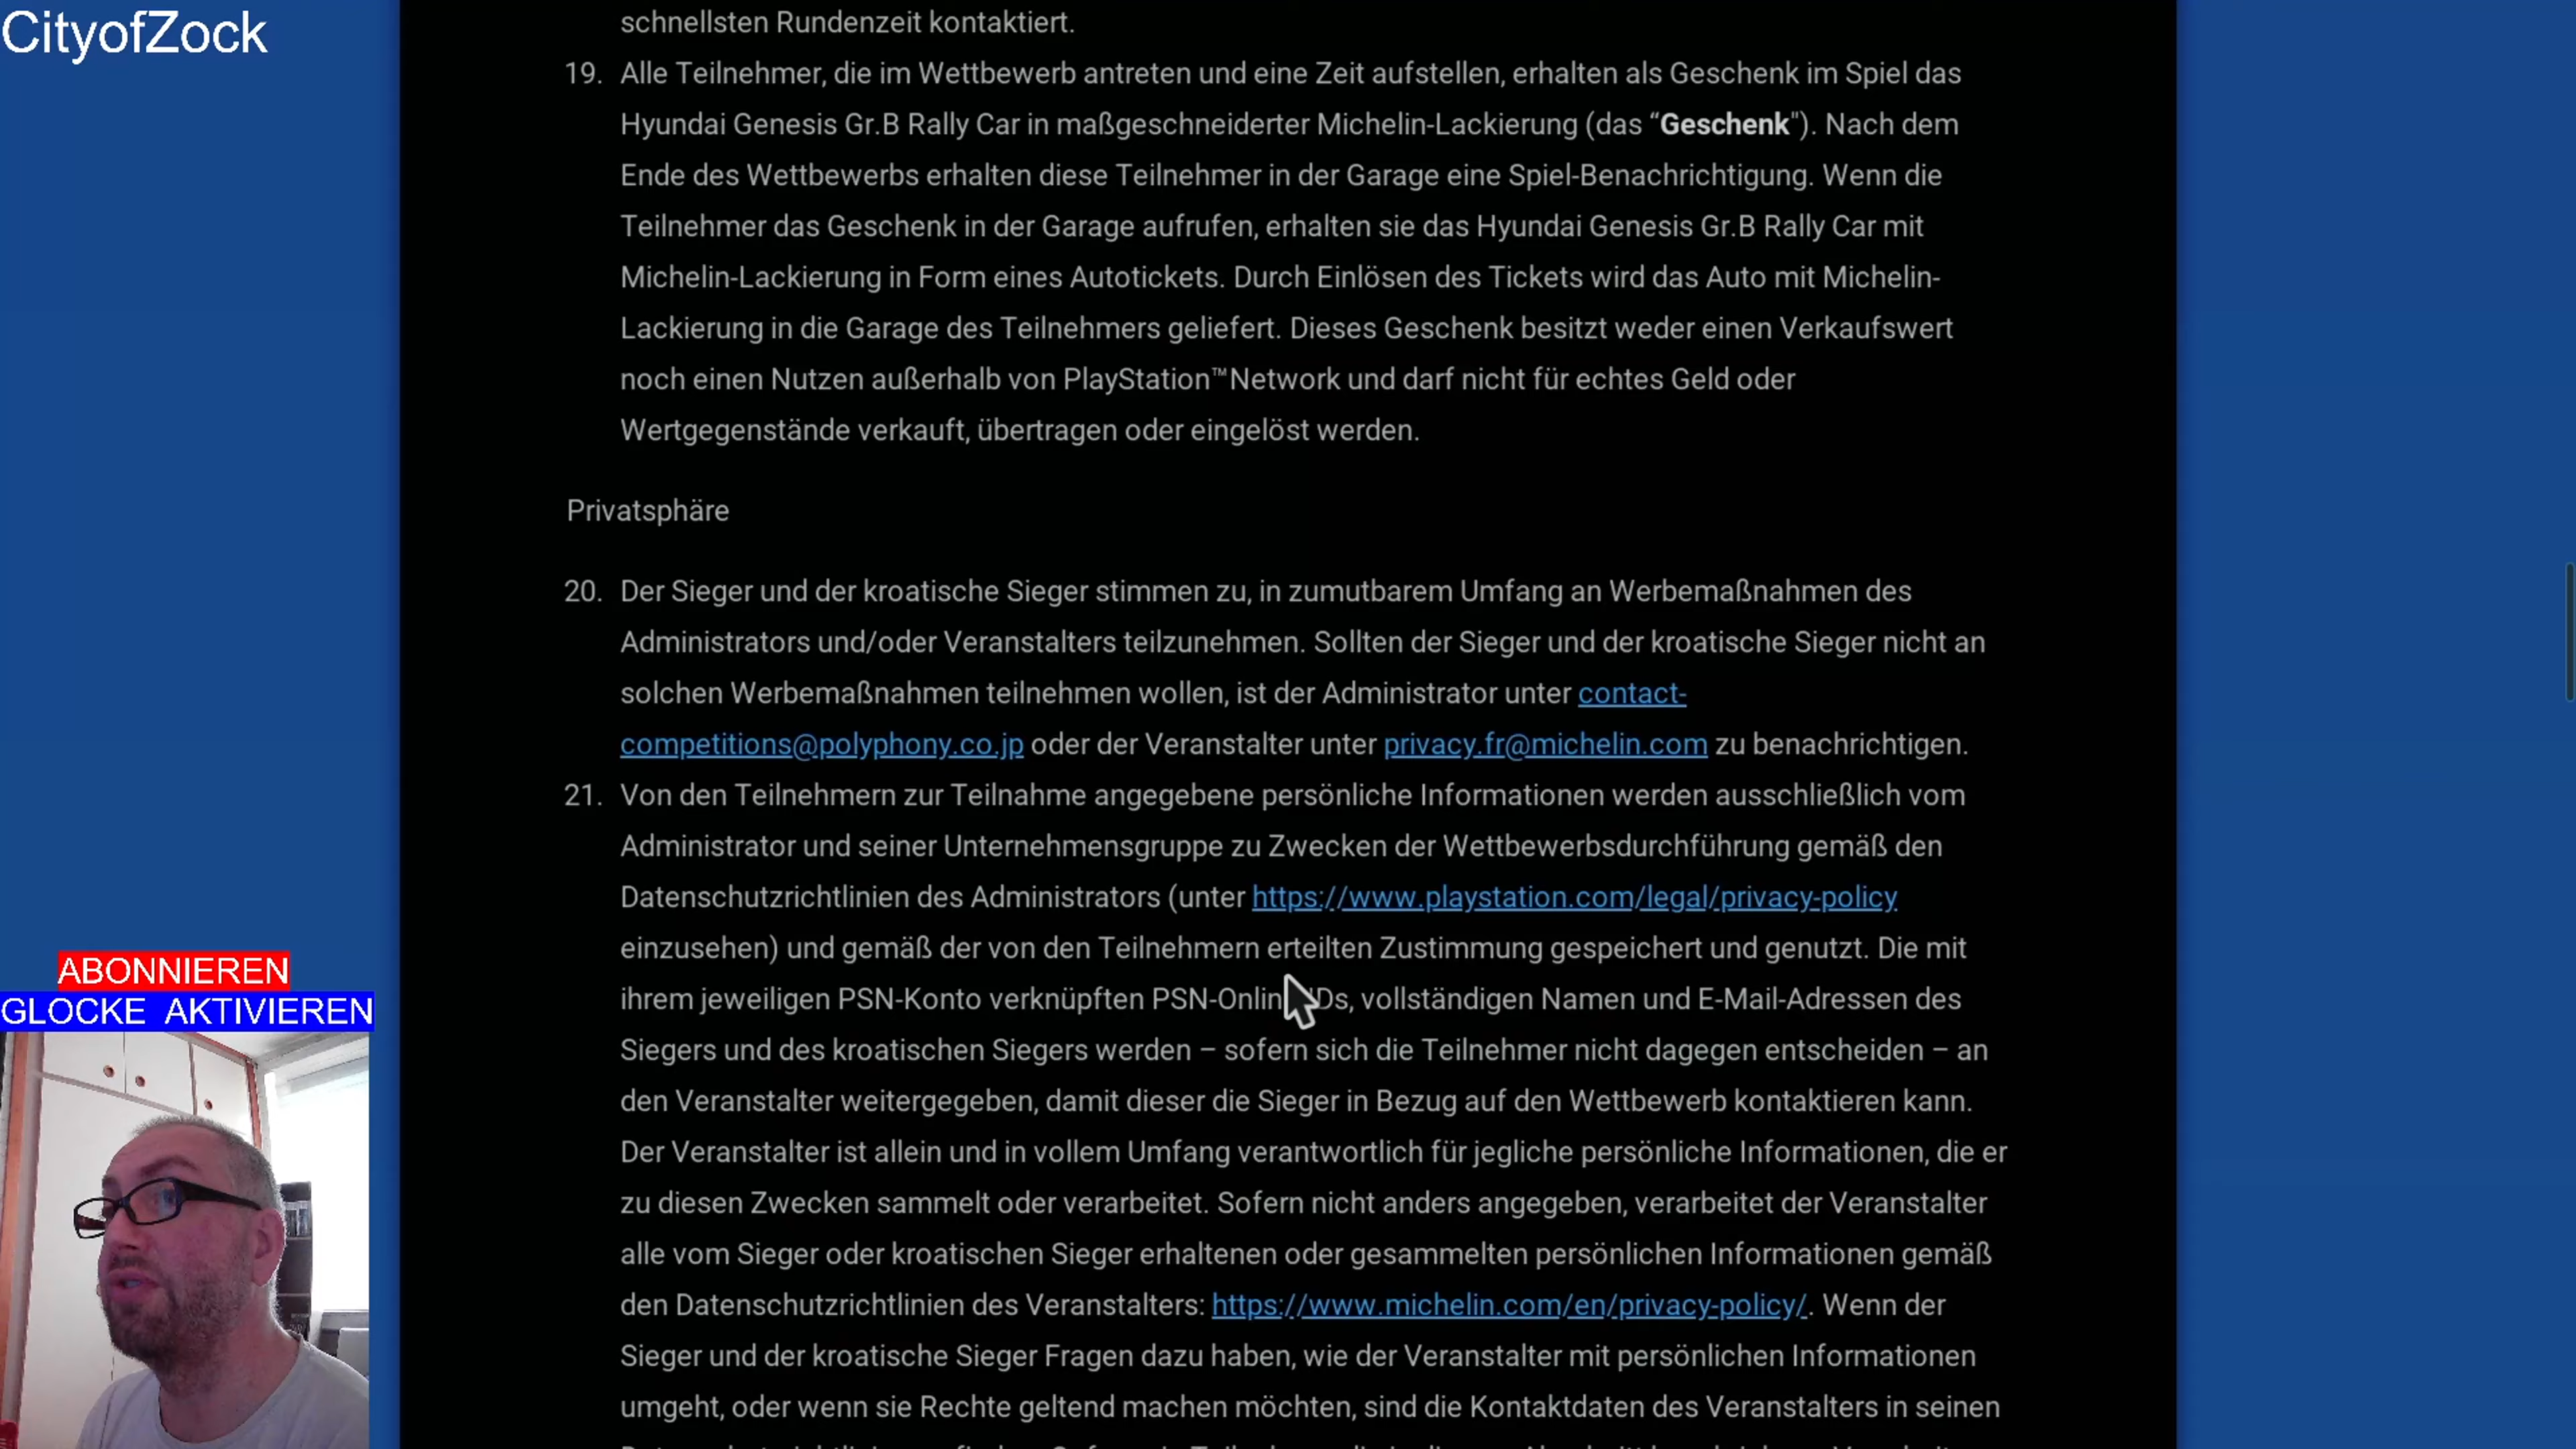 CityofZock
schnellsten Rundenzeit kontaktiert.
19. Alle Teilnehmer, die im Wettbewerb antreten und eine Zeit aufstellen, erhalten als Geschenk im Spiel das
Hyundai Genesis Gr.B Rally Car in maßgeschneiderter Michelin-Lackierung (das “Geschenk"). Nach dem
Ende des Wettbewerbs erhalten diese Teilnehmer in der Garage eine Spiel-Benachrichtigung. Wenn die
Teilnehmer das Geschenk in der Garage aufrufen, erhalten sie das Hyundai Genesis Gr.B Rally Car mit
Michelin-Lackierung in Form eines Autotickets. Durch Einlösen des Tickets wird das Auto mit Michelin-
Lackierung in die Garage des Teilnehmers geliefert. Dieses Geschenk besitzt weder einen Verkaufswert
noch einen Nutzen außerhalb von PlayStation™Network und darf nicht für echtes Geld oder
Wertgegenstände verkauft, übertragen oder eingelöst werden.
Privatsphäre
20. Der Sieger und der kroatische Sieger stimmen zu, in zumutbarem Umfang an Werbemaßnahmen des
Administrators und/oder Veranstalters teilzunehmen. Sollten der Sieger und der kroatische Sieger nicht an
solchen Werbemaßnahmen teilnehmen wollen, ist der Administrator unter contact-
competitions@polyphony.co.jp oder der Veranstalter unter privacy.fr@michelin.com zu benachrichtigen.
21. Von den Teilnehmern zur Teilnahme angegebene persönliche Informationen werden ausschließlich vom
Administrator und seiner Unternehmensgruppe zu Zwecken der Wettbewerbsdurchführung gemäß den
Datenschutzrichtlinien des Administrators (unter https://www.playstation.com/legal/privacy-policy
einzusehen) und gemäß der von den Teilnehmern erteilten Zustimmung gespeichert und genutzt. Die mit
ihrem jeweiligen PSN-Konto verknüpften vollständigen Namen und E-Mail-Adressen des
Siegers und des kroatischen Siegers werden – sofern sich die Teilnehmer nicht dagegen entscheiden – an
den Veranstalter weitergegeben, damit dieser die Sieger in Bezug auf den Wettbewerb kontaktieren kann.
Der Veranstalter ist allein und in vollem Umfang verantwortlich für jegliche persönliche Informationen, die er
zu diesen Zwecken sammelt oder verarbeitet. Sofern nicht anders angegeben, verarbeitet der Veranstalter
alle vom Sieger oder kroatischen Sieger erhaltenen oder gesammelten persönlichen Informationen gemäß
den Datenschutzrichtlinien des Veranstalters: https://www.michelin.com/en/privacy-policy/. Wenn der
Sieger und der kroatische Sieger Fragen dazu haben, wie der Veranstalter mit persönlichen Informationen
umgeht, oder wenn sie Rechte geltend machen möchten, sind die Kontaktdaten des Veranstalters in seinen
ABONNIEREN
GLOCKE AKTIVIEREN